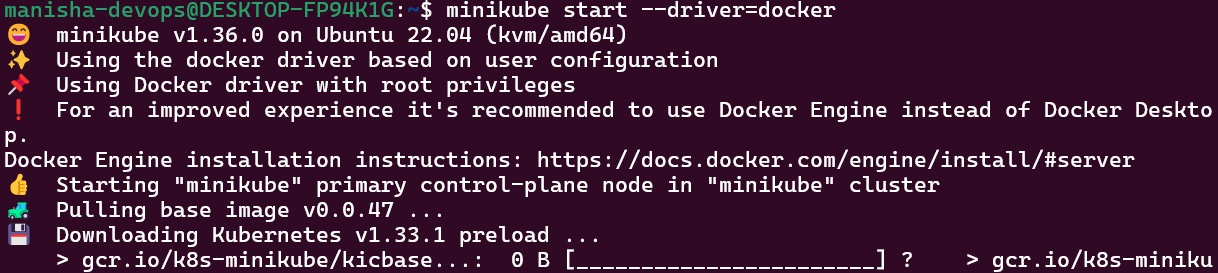 manisha-devops@DESKTOP-FP94K1G:~$ minikube start --driver=docker
😄  minikube v1.36.0 on Ubuntu 22.04 (kvm/amd64)
✨  Using the docker driver based on user configuration
📌  Using Docker driver with root privileges
❗  For an improved experience it's recommended to use Docker Engine instead of Docker Deskto
p.
Docker Engine installation instructions: https://docs.docker.com/engine/install/#server
👍  Starting "minikube" primary control-plane node in "minikube" cluster
🚜  Pulling base image v0.0.47 ...
💾  Downloading Kubernetes v1.33.1 preload ...
    > gcr.io/k8s-minikube/kicbase...:  0 B [________________________] ?    > gcr.io/k8s-miniku